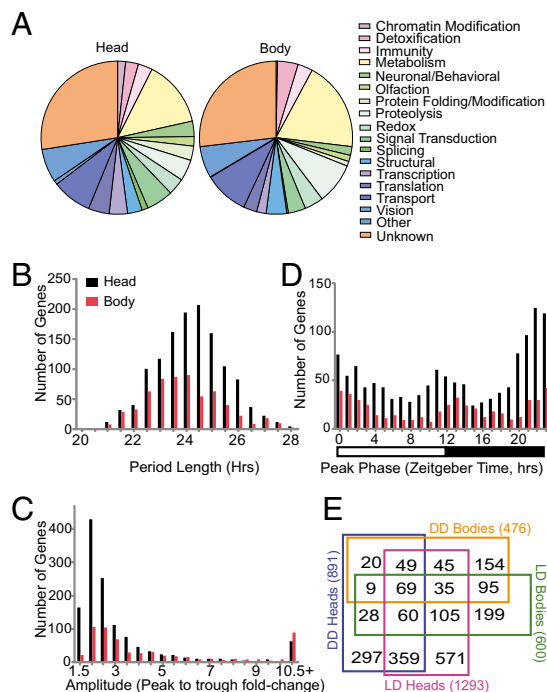 A
Head
Body
Chromatin Modification
Detoxification
Immunity
Metabolism
Neuronal/Behavioral
Olfaction
Protein Folding/Modification
Proteolysis
Redox
Signal Transduction
Splicing
Structural
Transcription
Translation
Transport
Vision
Other
Unknown
B
Number of Genes
250
200
150
100
50
0
Head
Body
20 22 24 26 28
Period Length (Hrs)
D
Number of Genes
150
100
50
0
0 4 8 12 16 20
Peak Phase (Zeitgeber Time, hrs)
C
Number of Genes
400
300
200
100
0
1.5 3 5 7 9 10.5+
Amplitude (Peak to trough fold-change)
E
DD Bodies (476)
DD Heads (891)
LD Bodies (600)
LD Heads (1293)
20 49 45 154
9 69 35 95
28 60 105 199
297 359 571